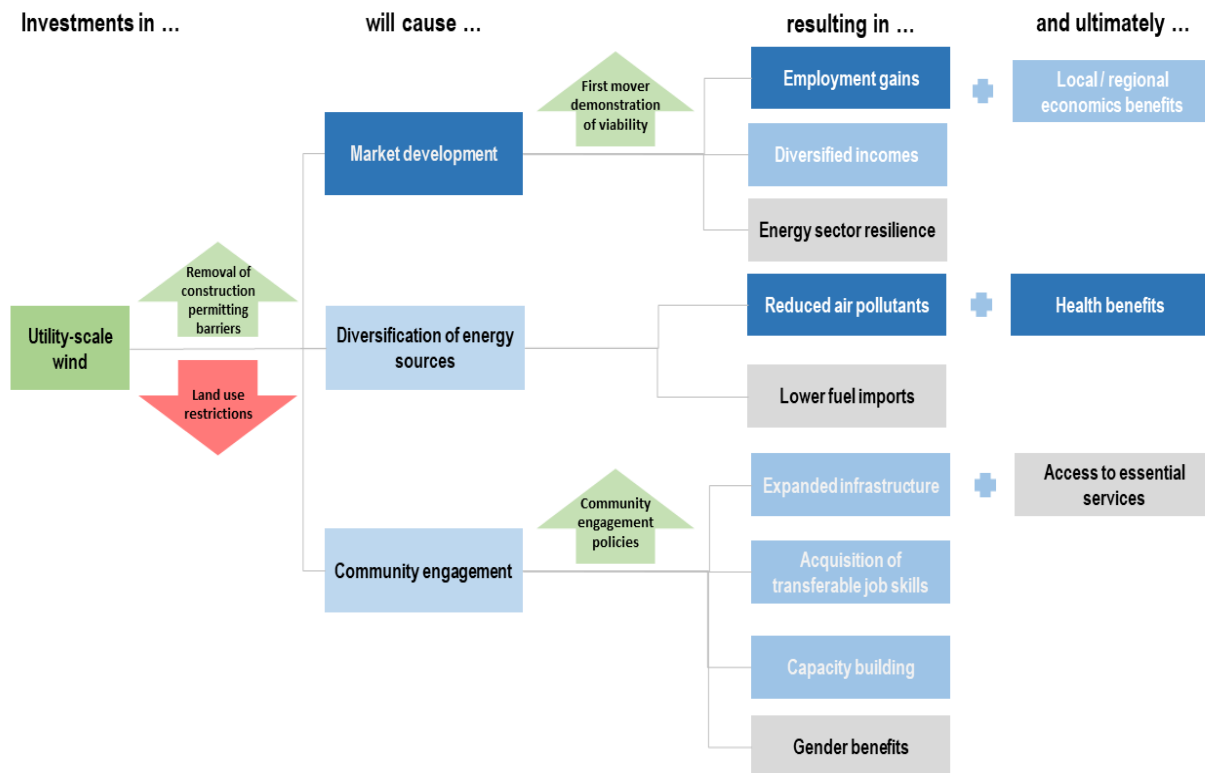 Investments in …
will cause …
resulting in …
and ultimately …
First mover
demonstration
of viability
Employment gains
Local / regional
economics benefits
Market development
Diversified incomes
Energy sector resilience
Removal of
construction
permitting
barriers
Utility-scale
wind
Land use
restrictions
Diversification of energy
sources
Reduced air pollutants
Health benefits
Lower fuel imports
Community
engagement
policies
Community engagement
Expanded infrastructure
Access to essential
services
Acquisition of
transferable job skills
Capacity building
Gender benefits